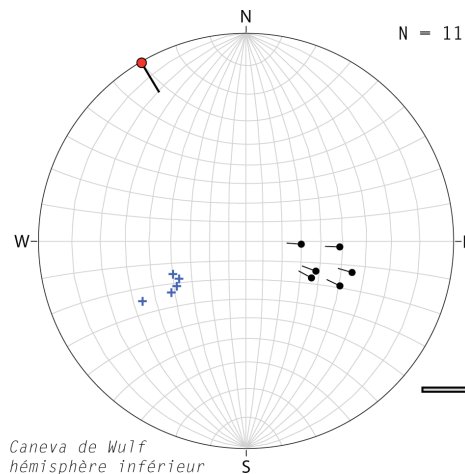 N
N = 11
W
S
Caneva de Wulf
hémisphère inférieur